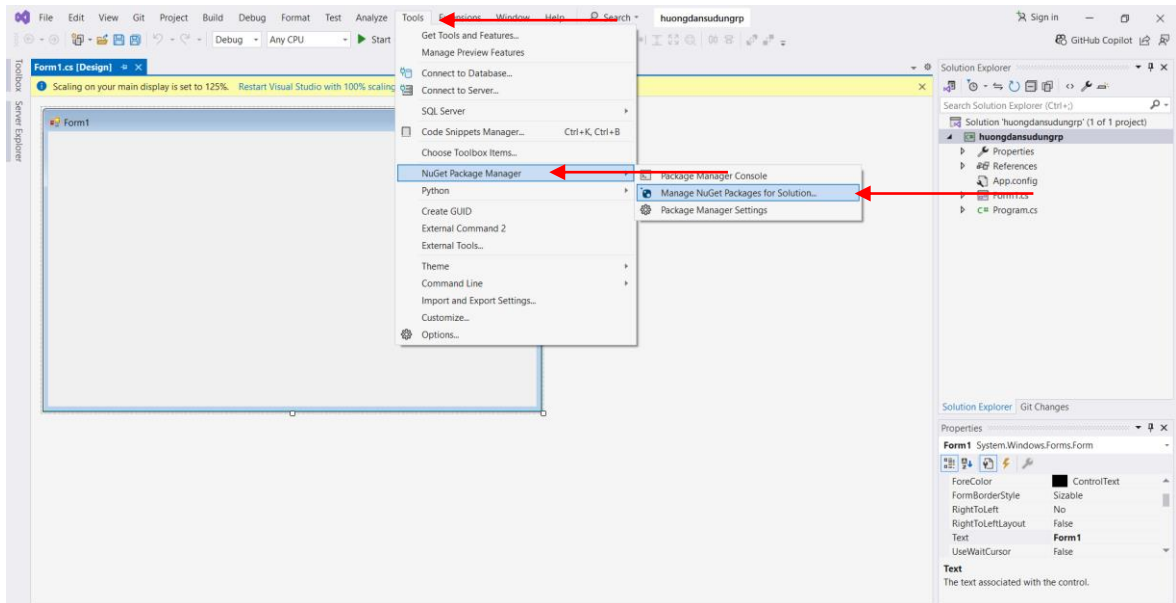 File Edit View Git Project Build Debug Format Test Analyze Tools Extensions Window Help Search huongdansudungrp Sign in
Debug Any CPU Start GitHub Copilot
Toolbox
Server Explorer
Form1.cs [Design]
Scaling on your main display is set to 125%. Restart Visual Studio with 100% scaling
Form1
Get Tools and Features...
Manage Preview Features
Connect to Database...
Connect to Server...
SQL Server
Code Snippets Manager... Ctrl+K, Ctrl+B
Choose Toolbox Items...
NuGet Package Manager
Python
Create GUID
External Command 2
External Tools...
Theme
Command Line
Import and Export Settings...
Customize...
Options...
Package Manager Console
Manage NuGet Packages for Solution...
Package Manager Settings
Solution Explorer
Search Solution Explorer (Ctrl+;)
Solution 'huongdansudungrp' (1 of 1 project)
huongdansudungrp
Properties
References
App.config
Form1.cs
C# Program.cs
Solution Explorer Git Changes
Properties
Form1 System.Windows.Forms.Form
ForeColor ControlText
FormBorderStyle Sizable
RightToLeft No
RightToLeftLayout False
Text Form1
UseWaitCursor False
Text
The text associated with the control.